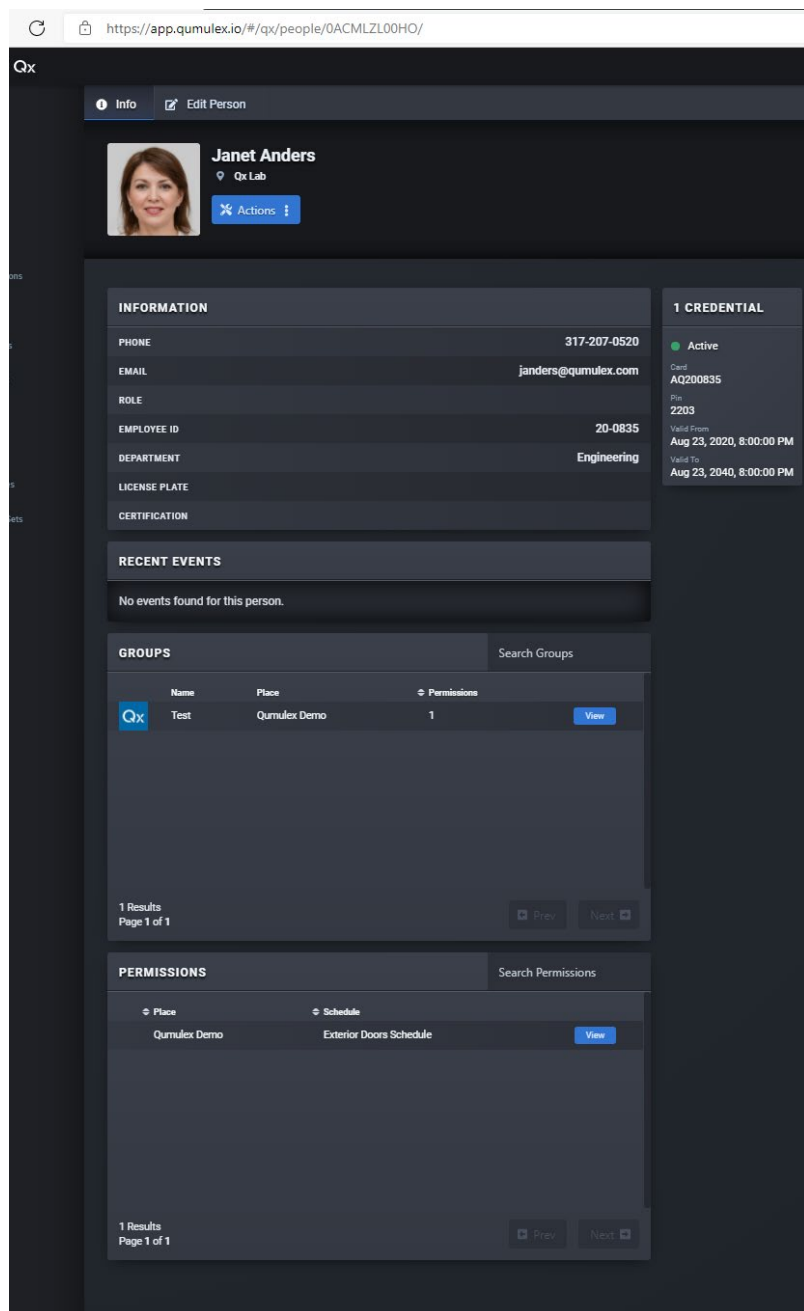 https://app.qumulex.io/#/qx/people/0ACMLZL00HO/
Qx
Info Edit Person
Janet Anders
Qx Lab
Actions
ons
s
es
Sets
INFORMATION
PHONE 317-207-0520
EMAIL janders@qumulex.com
ROLE
EMPLOYEE ID 20-0835
DEPARTMENT Engineering
LICENSE PLATE
CERTIFICATION
1 CREDENTIAL
Active
Card
AQ200835
Pin
2203
Valid From
Aug 23, 2020, 8:00:00 PM
Valid To
Aug 23, 2040, 8:00:00 PM
RECENT EVENTS
No events found for this person.
GROUPS Search Groups
Name Place Permissions
Qx Test Qumulex Demo 1 View
1 Results
Page 1 of 1 Prev Next
PERMISSIONS Search Permissions
Place Schedule
Qumulex Demo Exterior Doors Schedule View
1 Results
Page 1 of 1 Prev Next